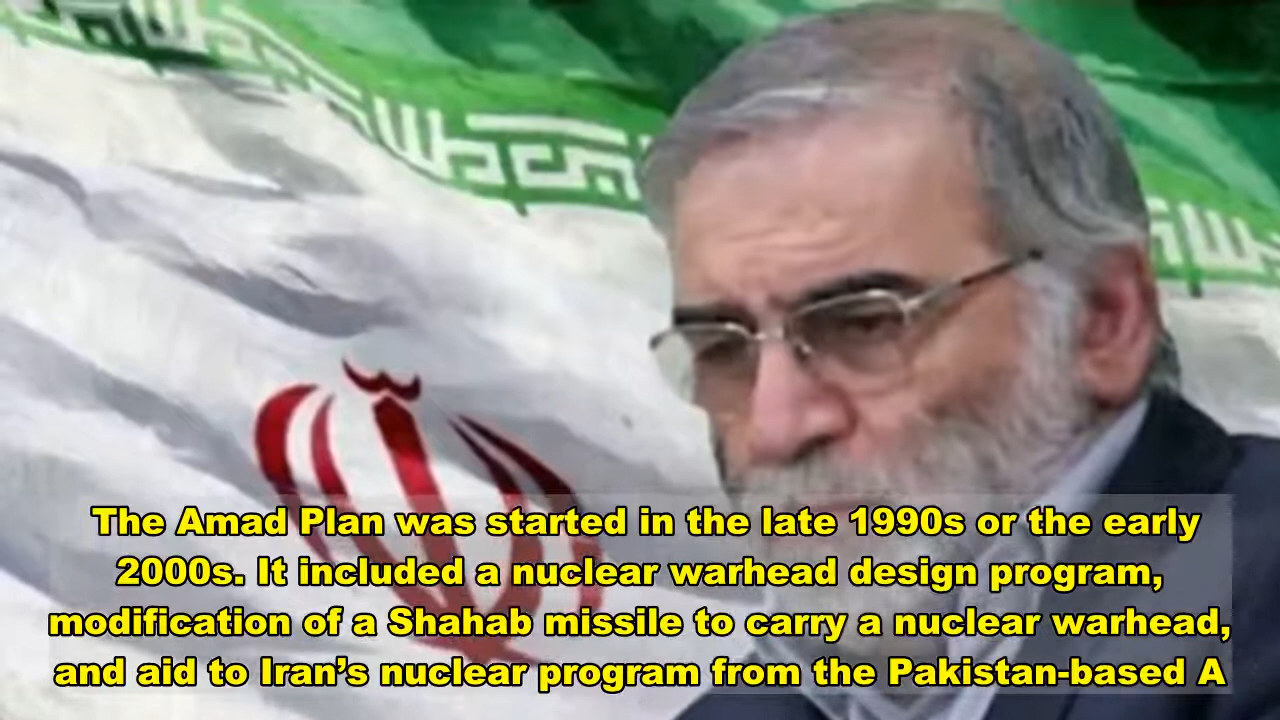 The Amad Plan was started in the late 1990s or the early
2000s. It included a nuclear warhead design program,
modification of a Shahab missile to carry a nuclear warhead,
and aid to Iran’s nuclear program from the Pakistan-based A